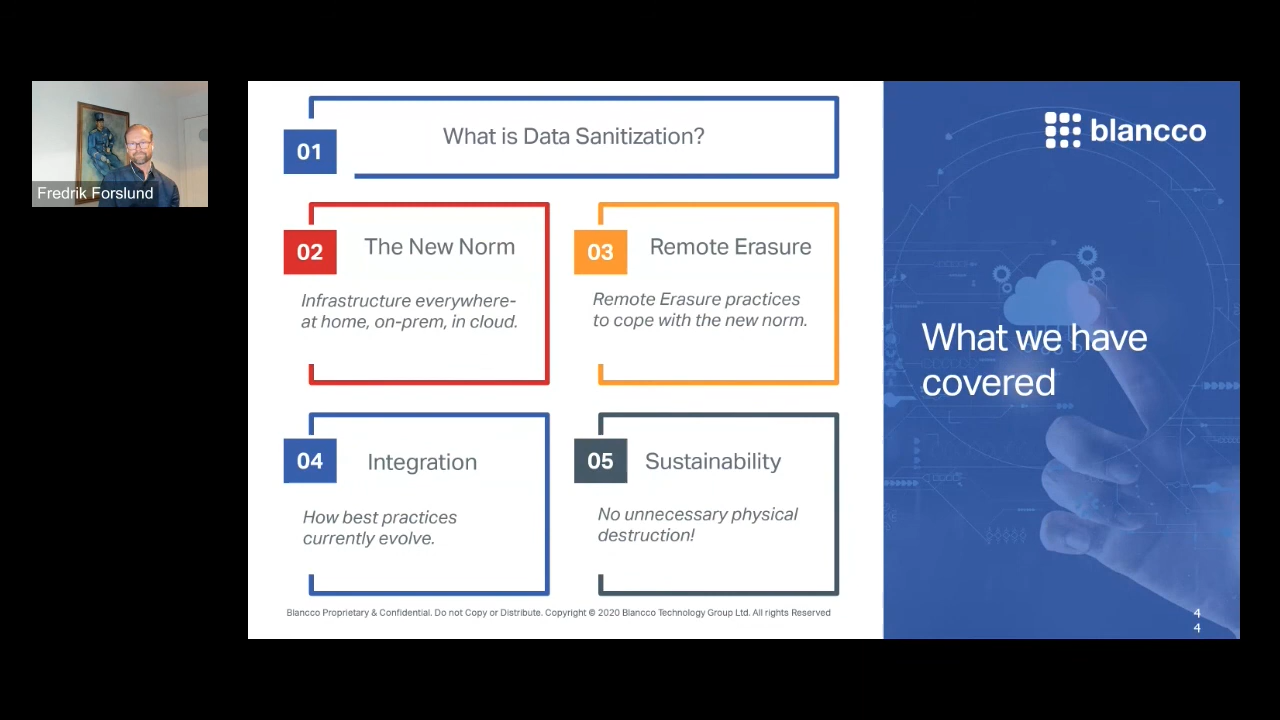 Fredrik Forslund
01
What is Data Sanitization?
02
The New Norm
Infrastructure everywhere-
at home, on-prem, in cloud.
03
Remote Erasure
Remote Erasure practices
to cope with the new norm.
04
Integration
How best practices
currently evolve.
05
Sustainability
No unnecessary physical
destruction!
Blancco Proprietary & Confidential. Do not Copy or Distribute. Copyright © 2020 Blancco Technology Group Ltd. All rights Reserved
blancco
What we have
covered
4
4